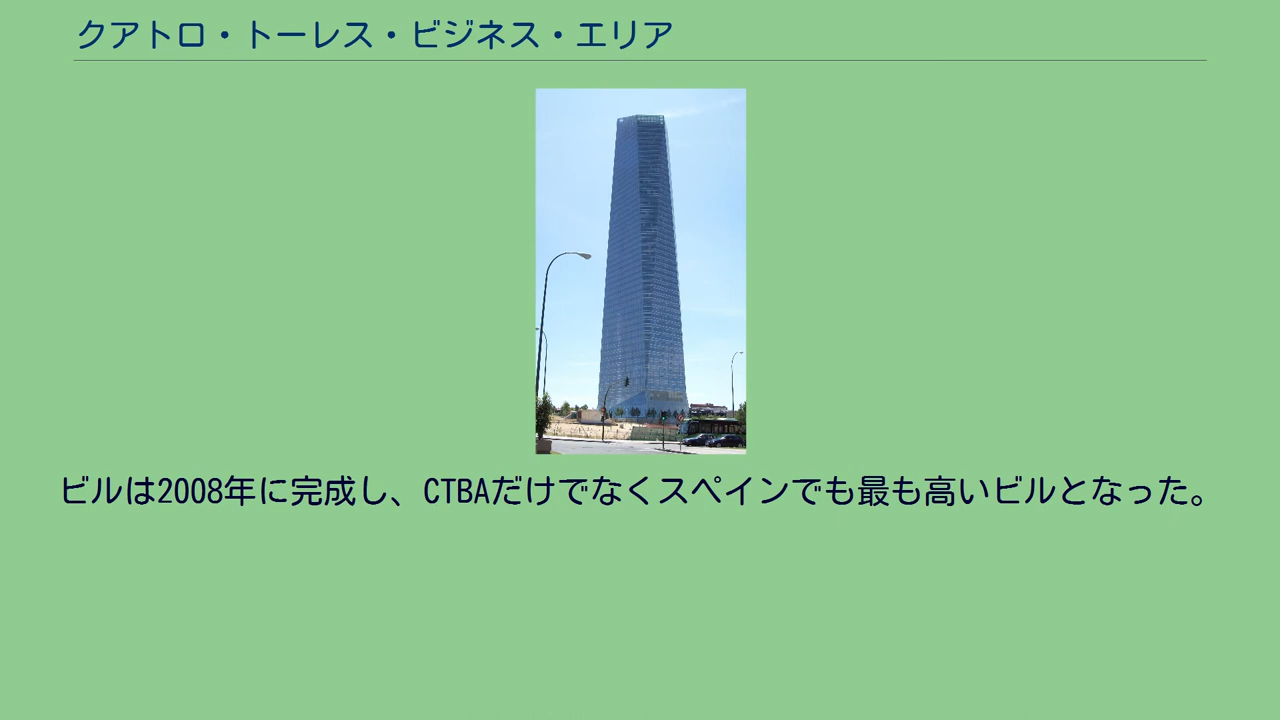 クアトロ・トーレス・ビジネス・エリア
ビルは2008年に完成し、CTBAだけでなくスペインでも最も高いビルとなった。